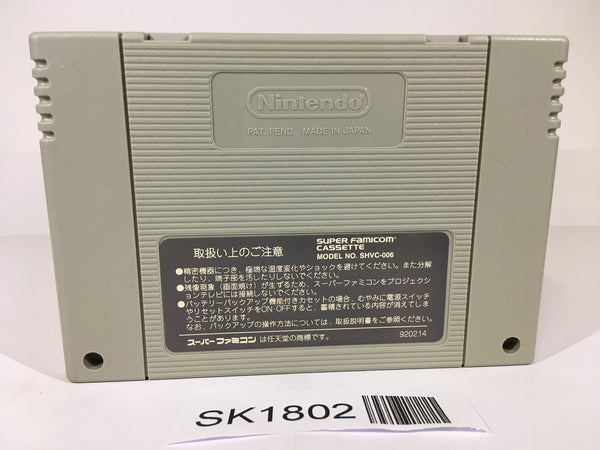 Nintendo
PAT. PEND. MADE IN JAPAN
取扱い上のご注意
SUPER FAMICOM
CASSETTE
MODEL NO. SHVC-006
●精密機器につき、極端な温度変化やショックを避けてください。また分解
したり、端子部を汚したりしないでください。
●残像現象（画面焼け）が生ずるため、スーパーファミコンをプロジェクシ
ョンテレビには接続しないでください。
●バッテリーバックアップ機能付きカセットの場合、むやみに電源スイッチ
やリセットスイッチをON・OFFすると、蓄積されている内容が消えてしま
うことがあります。
なお、バックアップの操作方法については、取扱説明書をご参照ください。
スーパーファミコン は任天堂の商標です。
920214
SK1802